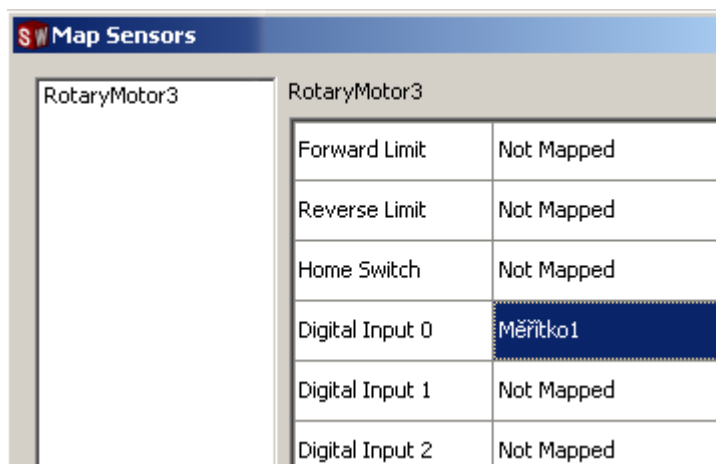 SW Map Sensors
RotaryMotor3
RotaryMotor3
Forward Limit Not Mapped
Reverse Limit Not Mapped
Home Switch Not Mapped
Digital Input 0 Měřítko1
Digital Input 1 Not Mapped
Digital Input 2 Not Mapped